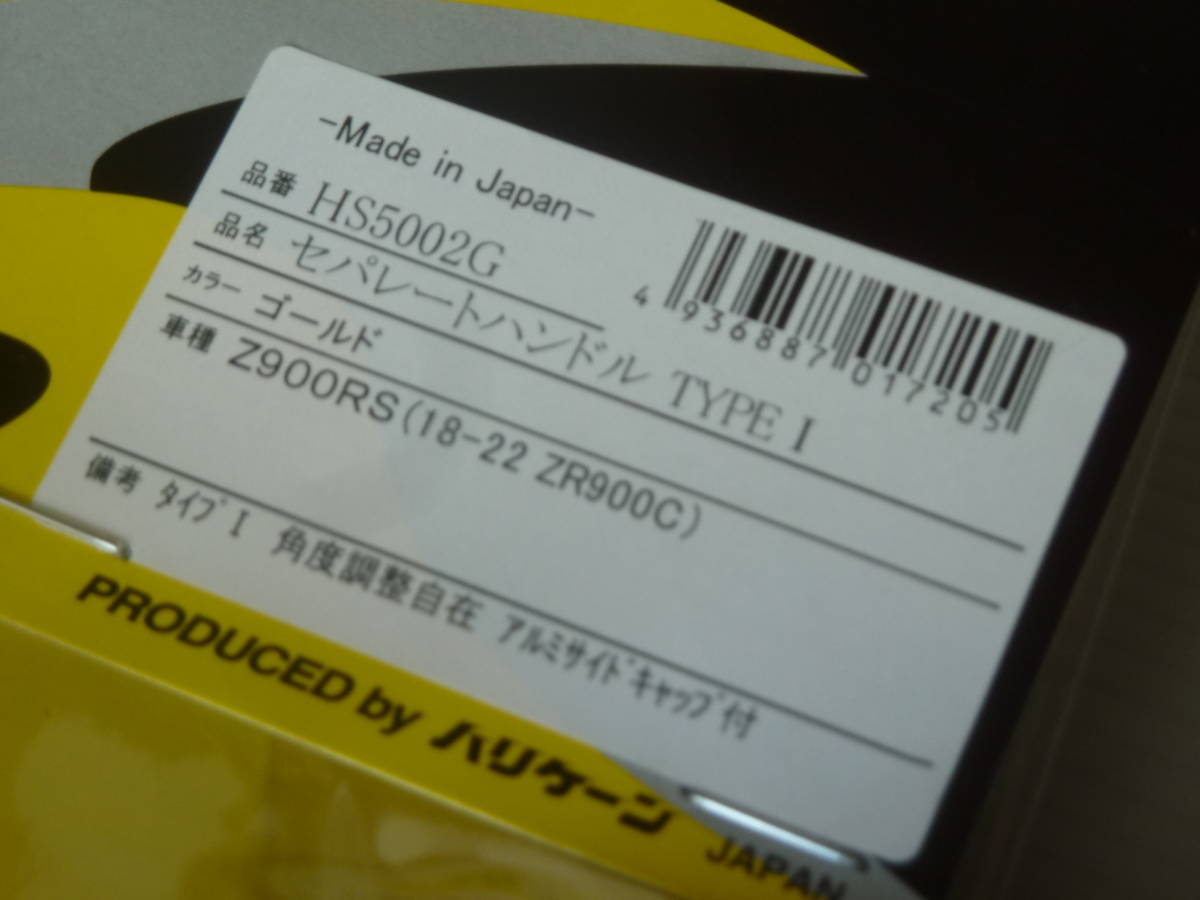 -Made in Japan-
品番 HS5002G
品名 セパレートハンドル TYPE I
カラー ゴールド
車種 Z900RS(18-22 ZR900C)
備考 タイプI 角度調整自在 アルミサイドキャップ付
4 936887 017205
PRODUCED by ハリケーン
JAPAN